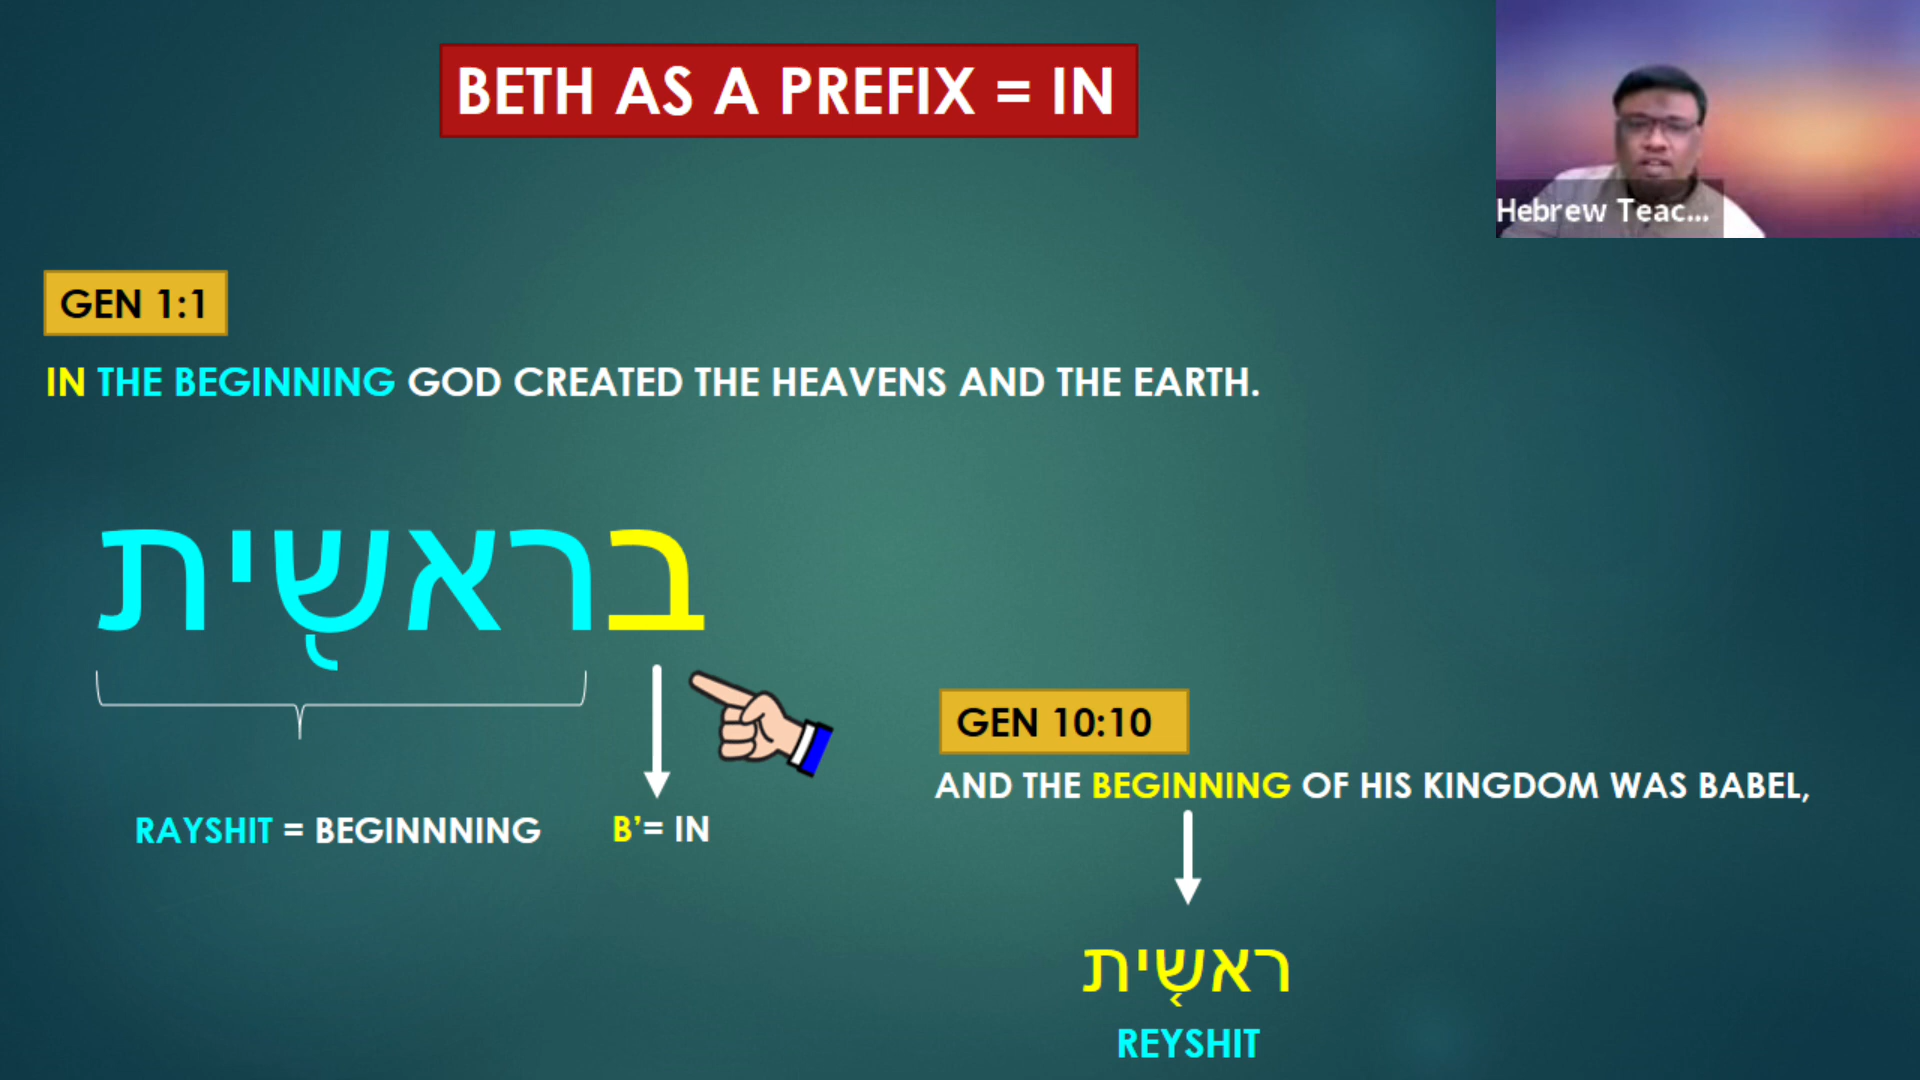 BETH AS A PREFIX = IN
Hebrew Teac...
GEN 1:1
IN THE BEGINNING GOD CREATED THE HEAVENS AND THE EARTH.
בראש֖ית
RAYSHIT = BEGINNNING
B’= IN
GEN 10:10
AND THE BEGINNING OF HIS KINGDOM WAS BABEL,
ראש֤ית
REYSHIT